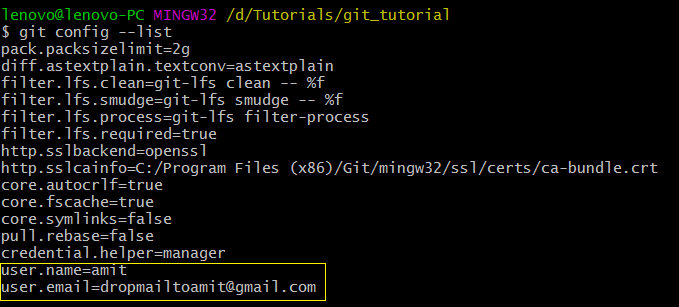 lenovo@lenovo-PC MINGW32 /d/Tutorials/git_tutorial
$ git config --list
pack.packsizelimit=2g
diff.astextplain.textconv=astextplain
filter.lfs.clean=git-lfs clean -- %f
filter.lfs.smudge=git-lfs smudge -- %f
filter.lfs.process=git-lfs filter-process
filter.lfs.required=true
http.sslbackend=openssl
http.sslcainfo=C:/Program Files (x86)/Git/mingw32/ssl/certs/ca-bundle.crt
core.autocrlf=true
core.fscache=true
core.symlinks=false
pull.rebase=false
credential.helper=manager
user.name=amit
user.email=dropmailtoamit@gmail.com